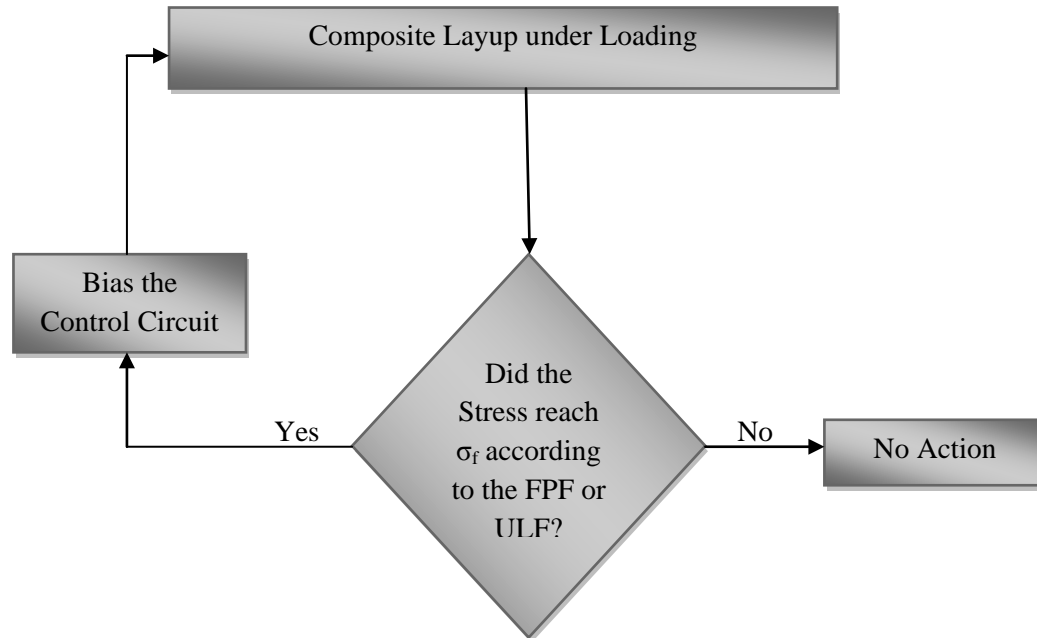 Composite Layup under Loading
Bias the
Control Circuit
Did the
Stress reach
σf according
to the FPF or
ULF?
Yes
No
No Action